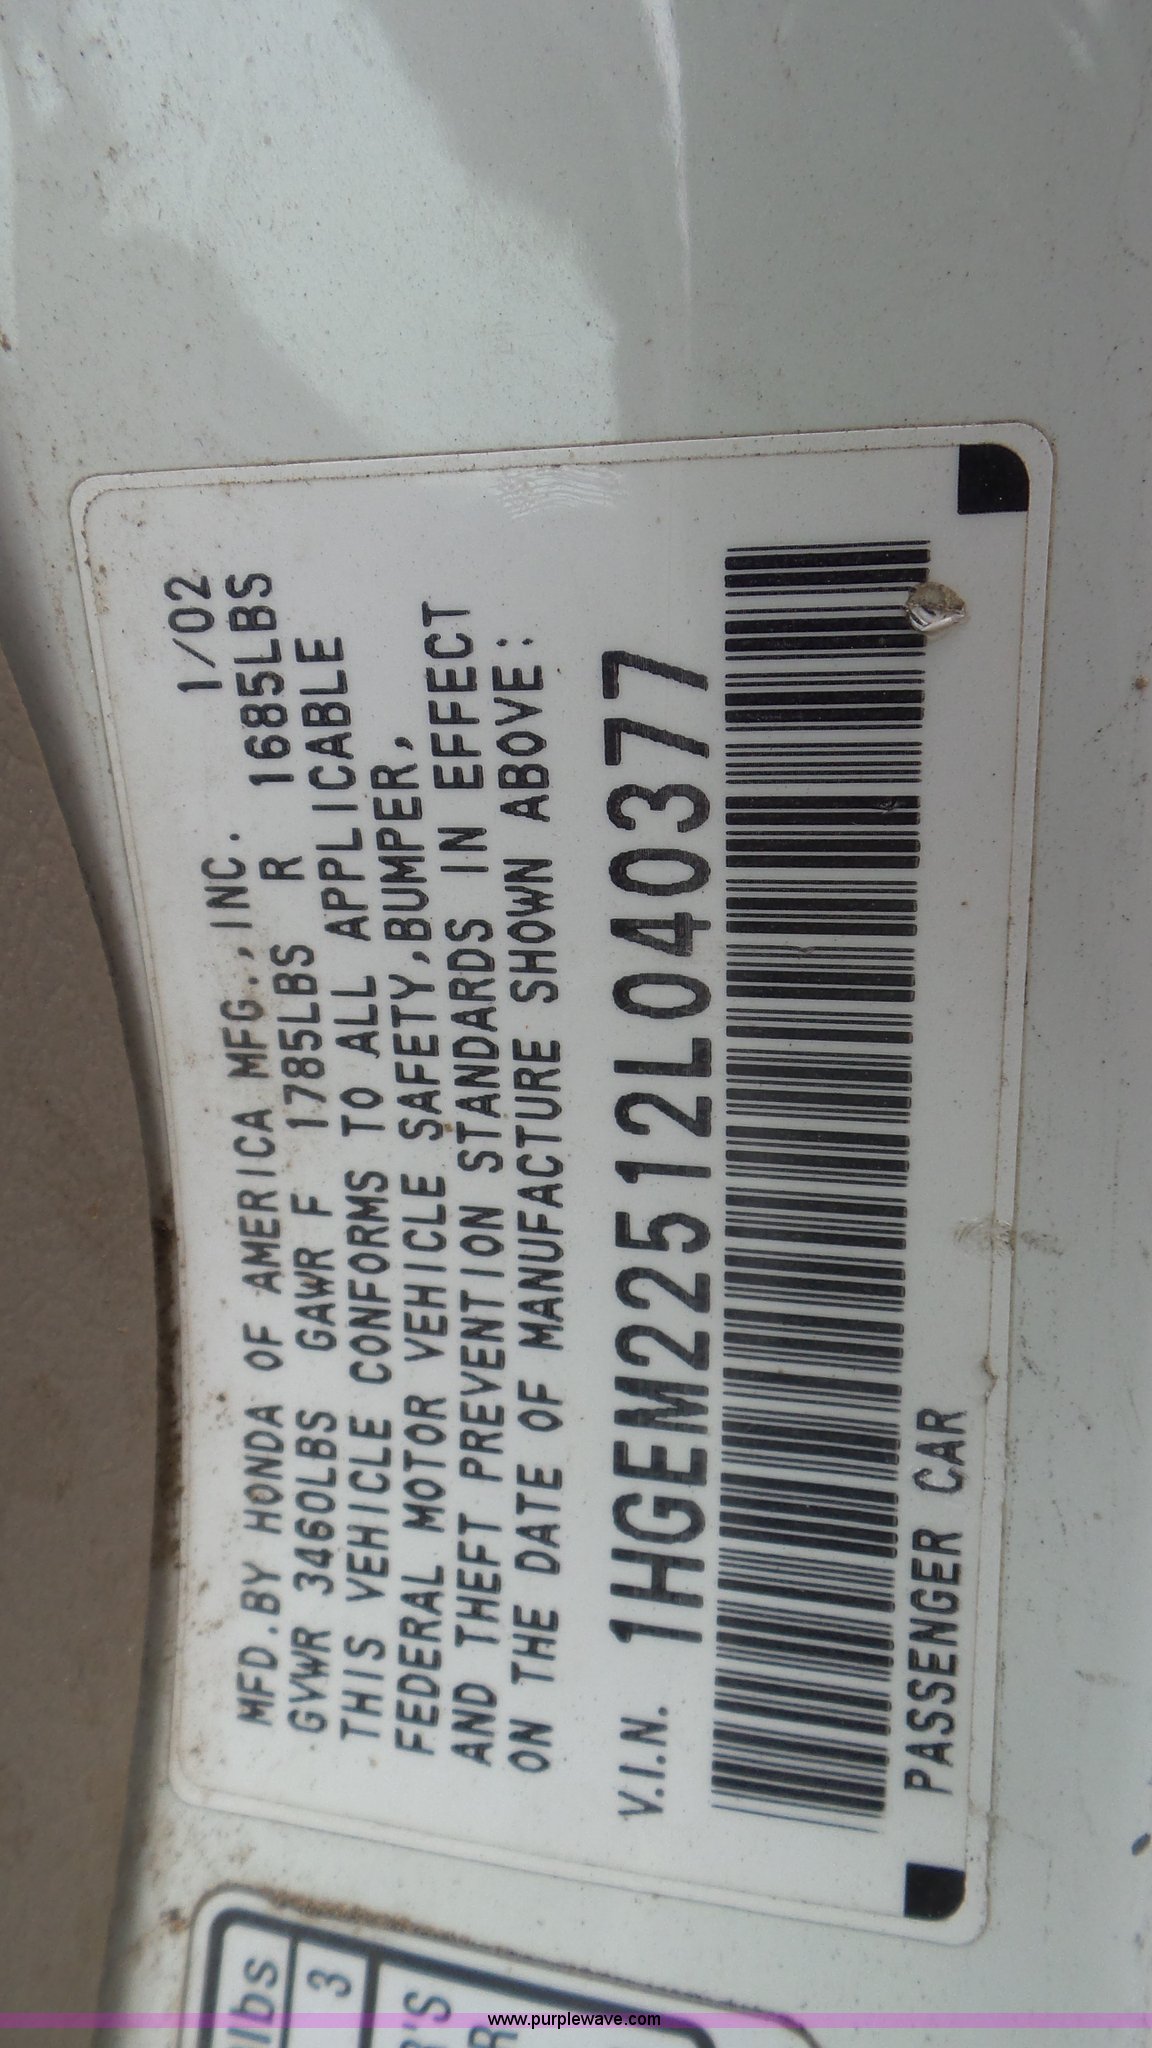 MFD.BY HONDA OF AMERICA MFG.,INC. 1/02
GVWR 3460LBS GAWR F 1785LBS R 1685LBS
THIS VEHICLE CONFORMS TO ALL APPLICABLE
FEDERAL MOTOR VEHICLE SAFETY,BUMPER,
AND THEFT PREVENTION STANDARDS IN EFFECT
ON THE DATE OF MANUFACTURE SHOWN ABOVE:
V.I.N. 1HGEM22512L040377
PASSENGER CAR
lbs
3
R'S
R
www.purplewave.com